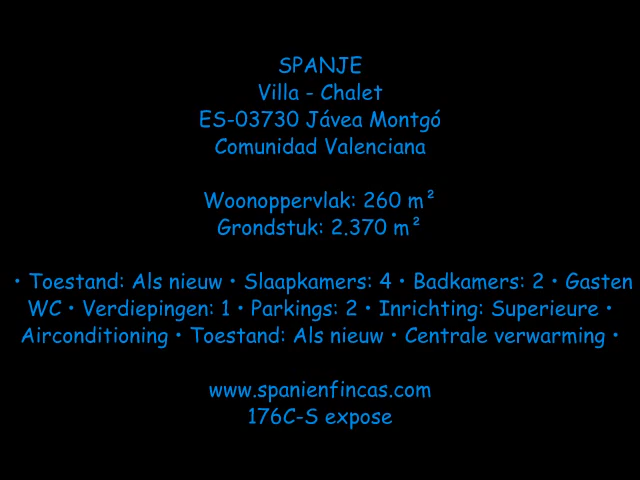 SPANJE
Villa - Chalet
ES-03730 Jávea Montgó
Comunidad Valenciana
Woonoppervlak: 260 m²
Grondstuk: 2.370 m²
• Toestand: Als nieuw • Slaapkamers: 4 • Badkamers: 2 • Gasten
WC • Verdiepingen: 1 • Parkings: 2 • Inrichting: Superieure •
Airconditioning • Toestand: Als nieuw • Centrale verwarming •
www.spanienfincas.com
176C-S expose